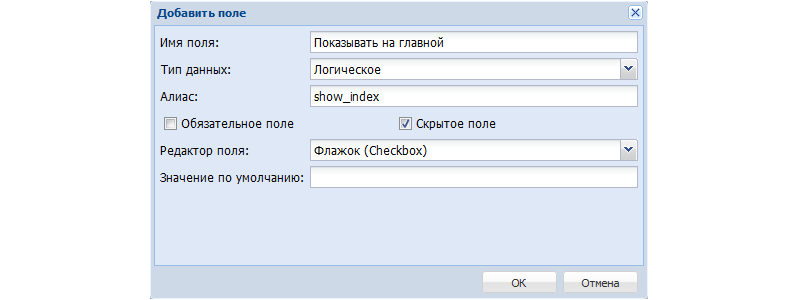 Добавить поле
Имя поля: Показывать на главной
Тип данных: Логическое
Алиас: show_index
Обязательное поле Скрытое поле
Редактор поля: Флажок (Checkbox)
Значение по умолчанию:
OK Отмена